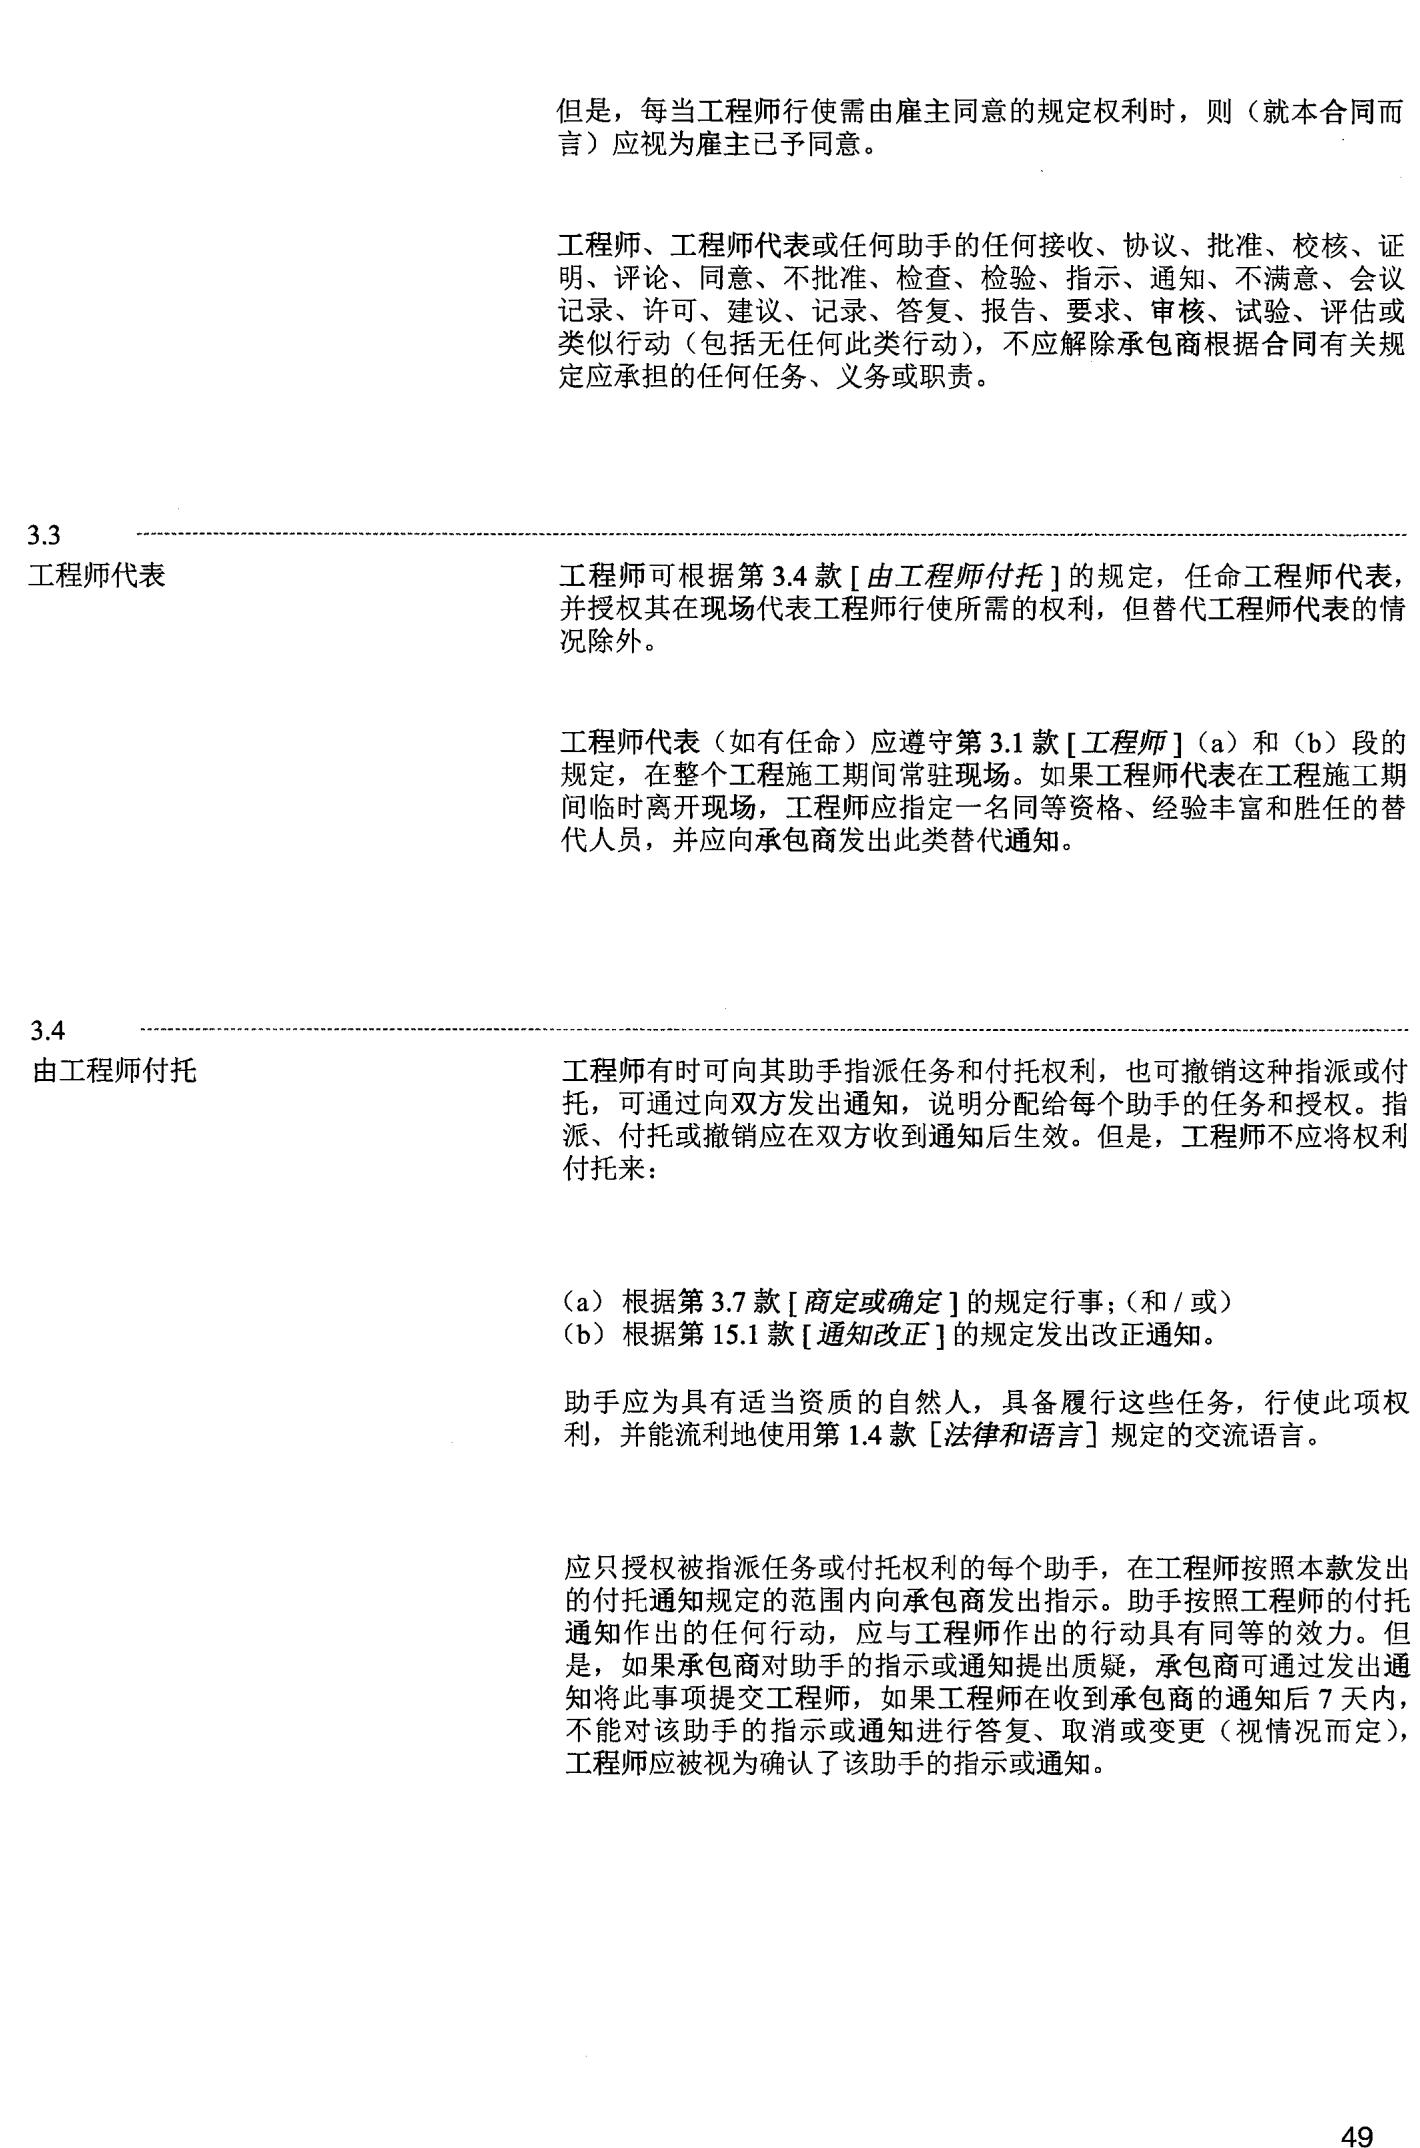 但是，每当工程师行使需由雇主同意的规定权利时，则（就本合同而
言）应视为雇主已予同意。
工程师、工程师代表或任何助手的任何接收、协议、批准、校核、证
明、评论、同意、不批准、检查、检验、指示、通知、不满意、会议
记录、许可、建议、记录、答复、报告、要求、审核、试验、评估或
类似行动（包括无任何此类行动），不应解除承包商根据合同有关规
定应承担的任何任务、义务或职责。
3.3
工程师代表
工程师可根据第 3.4 款 [ 由工程师付托 ] 的规定，任命工程师代表，
并授权其在现场代表工程师行使所需的权利，但替代工程师代表的情
况除外。
工程师代表（如有任命）应遵守第 3.1 款 [ 工程师 ]（a）和（b）段的
规定，在整个工程施工期间常驻现场。如果工程师代表在工程施工期
间临时离开现场，工程师应指定一名同等资格、经验丰富和胜任的替
代人员，并应向承包商发出此类替代通知。
3.4
由工程师付托
工程师有时可向其助手指派任务和付托权利，也可撤销这种指派或付
托，可通过向双方发出通知，说明分配给每个助手的任务和授权。指
派、付托或撤销应在双方收到通知后生效。但是，工程师不应将权利
付托来：
（a） 根据第 3.7 款 [ 商定或确定 ] 的规定行事；（和 / 或）
（b） 根据第 15.1 款 [ 通知改正 ] 的规定发出改正通知。
助手应为具有适当资质的自然人，具备履行这些任务，行使此项权
利，并能流利地使用第 1.4 款［法律和语言］规定的交流语言。
应只授权被指派任务或付托权利的每个助手，在工程师按照本款发出
的付托通知规定的范围内向承包商发出指示。助手按照工程师的付托
通知作出的任何行动，应与工程师作出的行动具有同等的效力。但
是，如果承包商对助手的指示或通知提出质疑，承包商可通过发出通
知将此事项提交工程师，如果工程师在收到承包商的通知后 7 天内，
不能对该助手的指示或通知进行答复、取消或变更（视情况而定），
工程师应被视为确认了该助手的指示或通知。
49